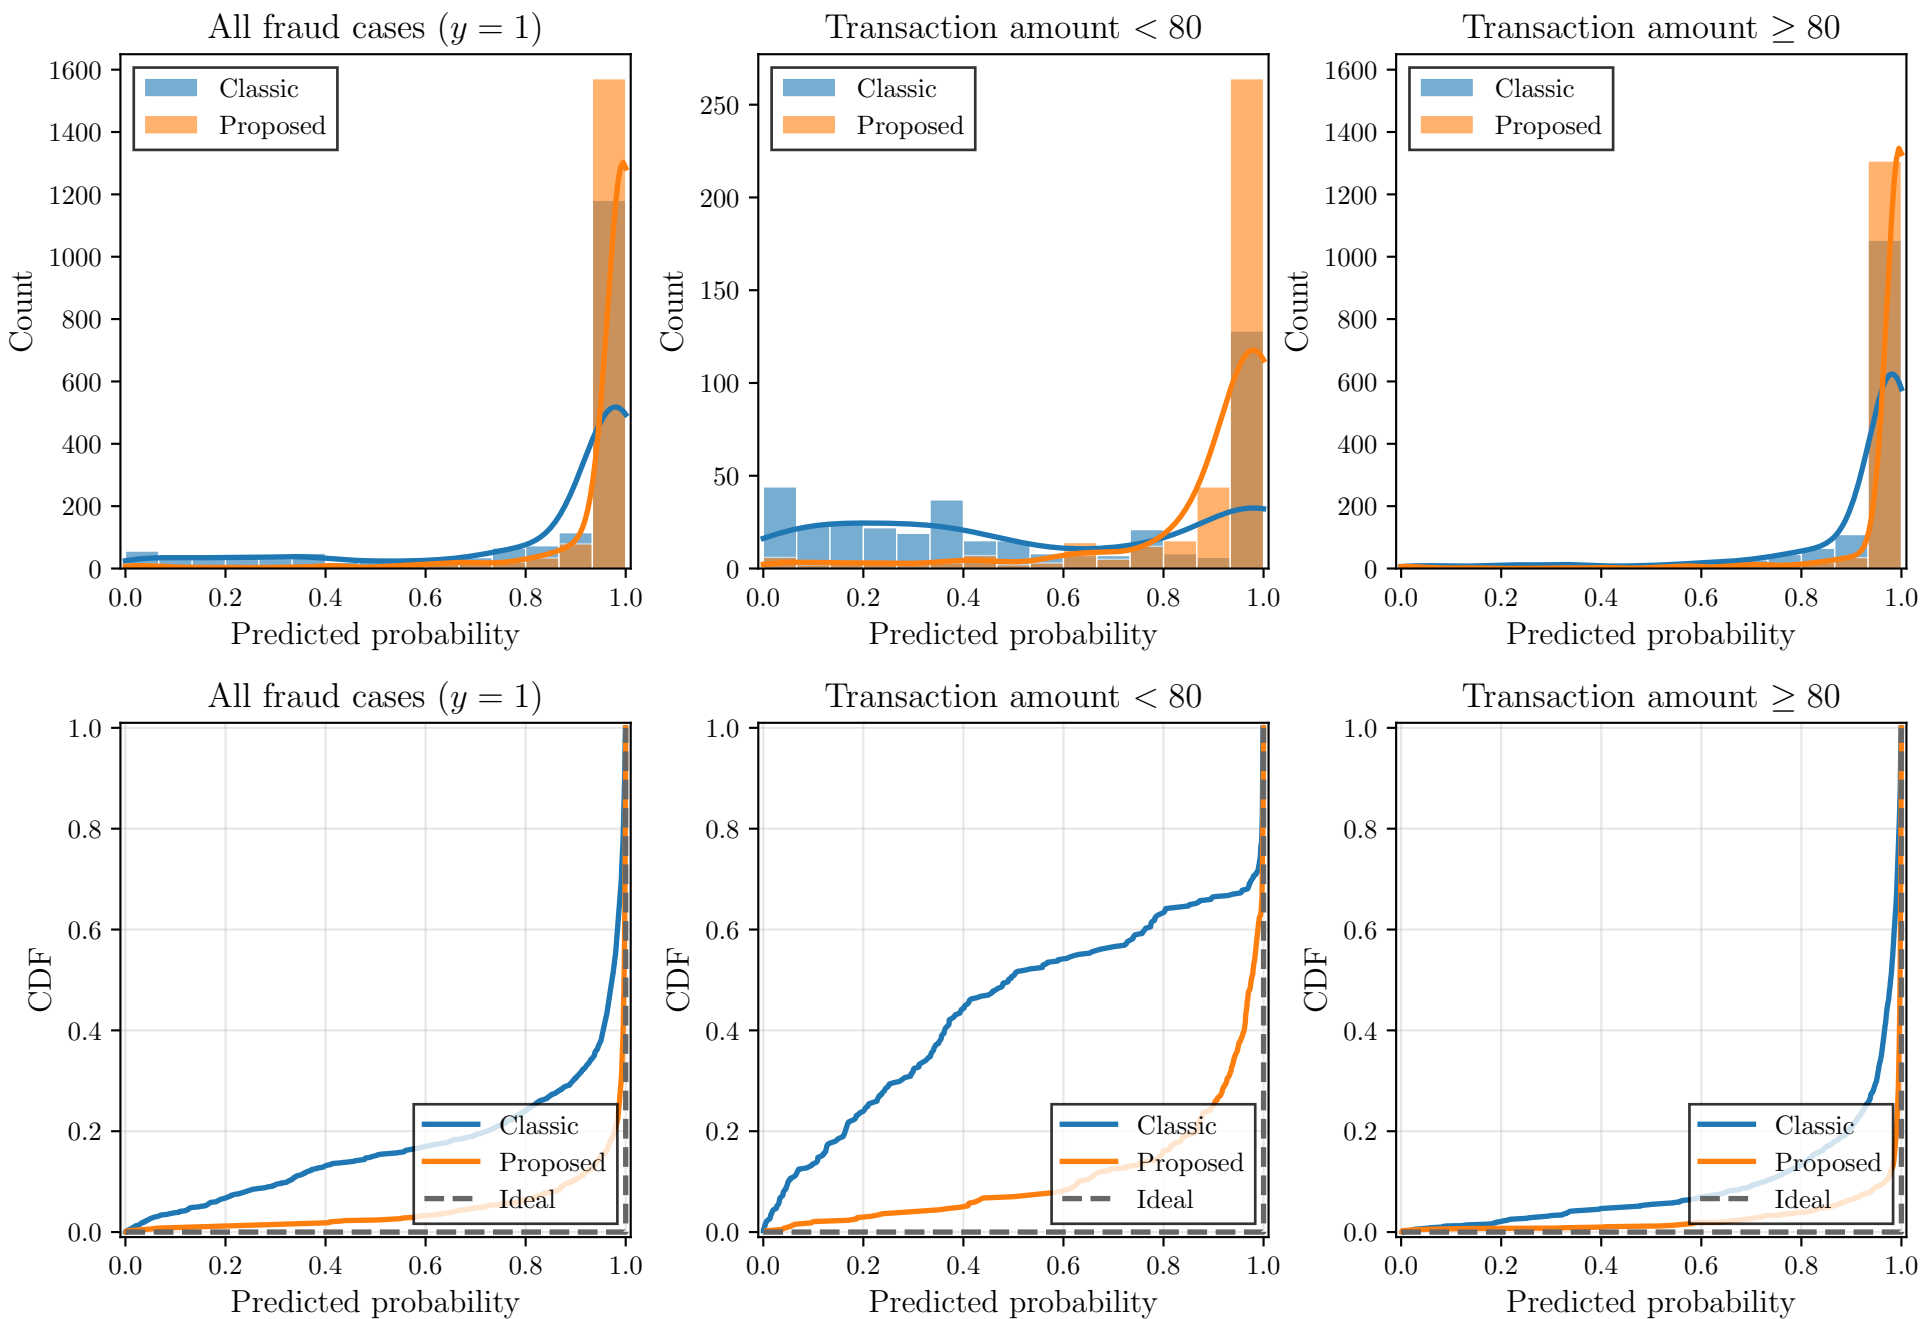 All fraud cases (y = 1)
Count
1600
1400
1200
1000
800
600
400
200
0
Classic
Proposed
0.0 0.2 0.4 0.6 0.8 1.0
Predicted probability
Transaction amount < 80
Count
250
200
150
100
50
0
Classic
Proposed
0.0 0.2 0.4 0.6 0.8 1.0
Predicted probability
Transaction amount ≥ 80
Count
1600
1400
1200
1000
800
600
400
200
0
Classic
Proposed
0.0 0.2 0.4 0.6 0.8 1.0
Predicted probability
All fraud cases (y = 1)
CDF
1.0
0.8
0.6
0.4
0.2
0.0
Classic
Proposed
Ideal
0.0 0.2 0.4 0.6 0.8 1.0
Predicted probability
Transaction amount < 80
CDF
1.0
0.8
0.6
0.4
0.2
0.0
Classic
Proposed
Ideal
0.0 0.2 0.4 0.6 0.8 1.0
Predicted probability
Transaction amount ≥ 80
CDF
1.0
0.8
0.6
0.4
0.2
0.0
Classic
Proposed
Ideal
0.0 0.2 0.4 0.6 0.8 1.0
Predicted probability